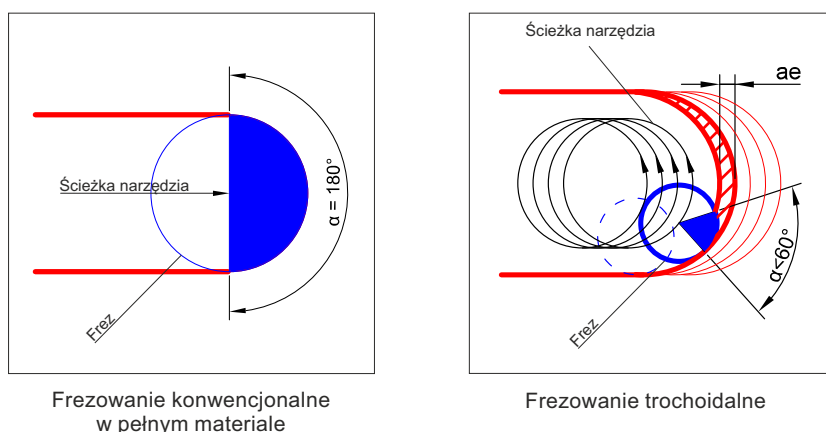 Ścieżka narzędzia
α = 180°
Frez
Frezowanie konwencjonalne
w pełnym materiale
Ścieżka narzędzia
ae
α<60°
Frez
Frezowanie trochoidalne